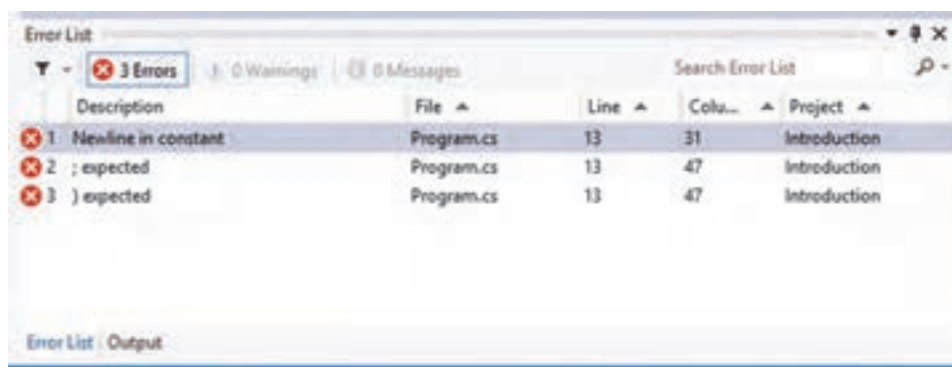 Error List
3 Errors 0 Warnings 0 Messages Search Error List
Description File Line Colu... Project
1 Newline in constant Program.cs 13 31 Introduction
2 ; expected Program.cs 13 47 Introduction
3 ) expected Program.cs 13 47 Introduction
Error List Output